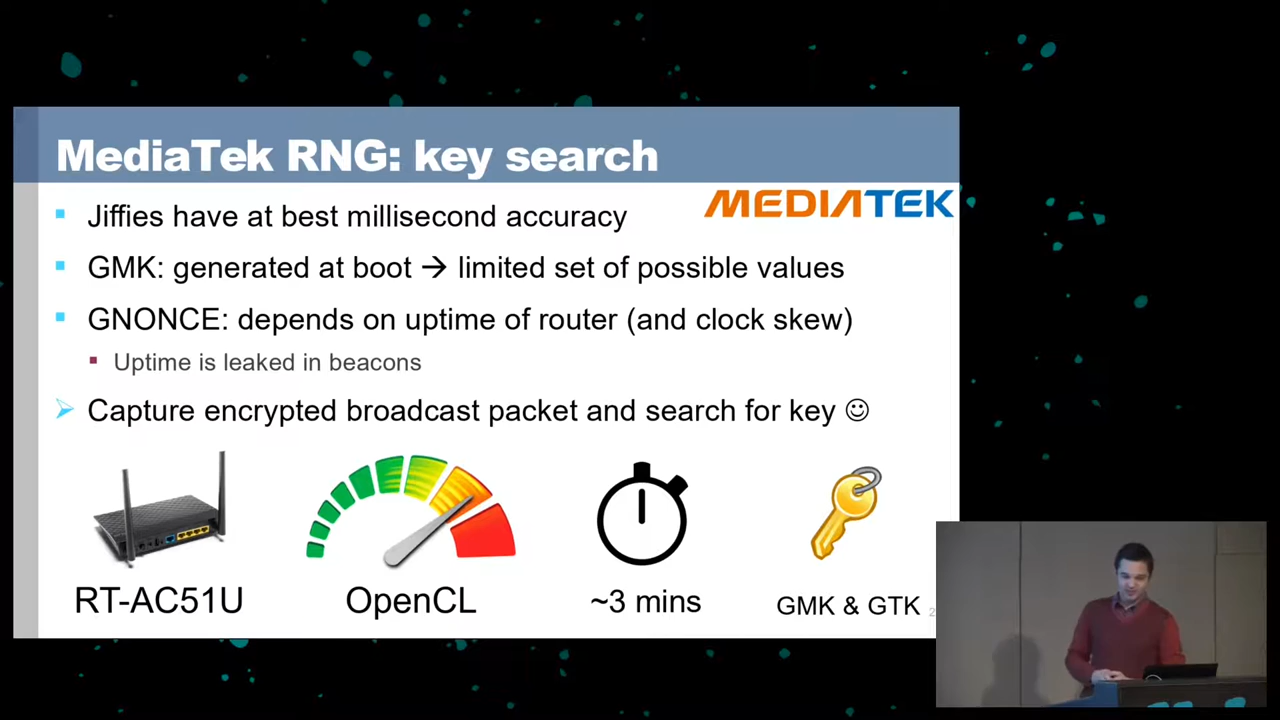 MediaTek RNG: key search
MEDIATEK
Jiffies have at best millisecond accuracy
GMK: generated at boot → limited set of possible values
GNONCE: depends on uptime of router (and clock skew)
Uptime is leaked in beacons
Capture encrypted broadcast packet and search for key ☺
RT-AC51U
OpenCL
~3 mins
GMK & GTK